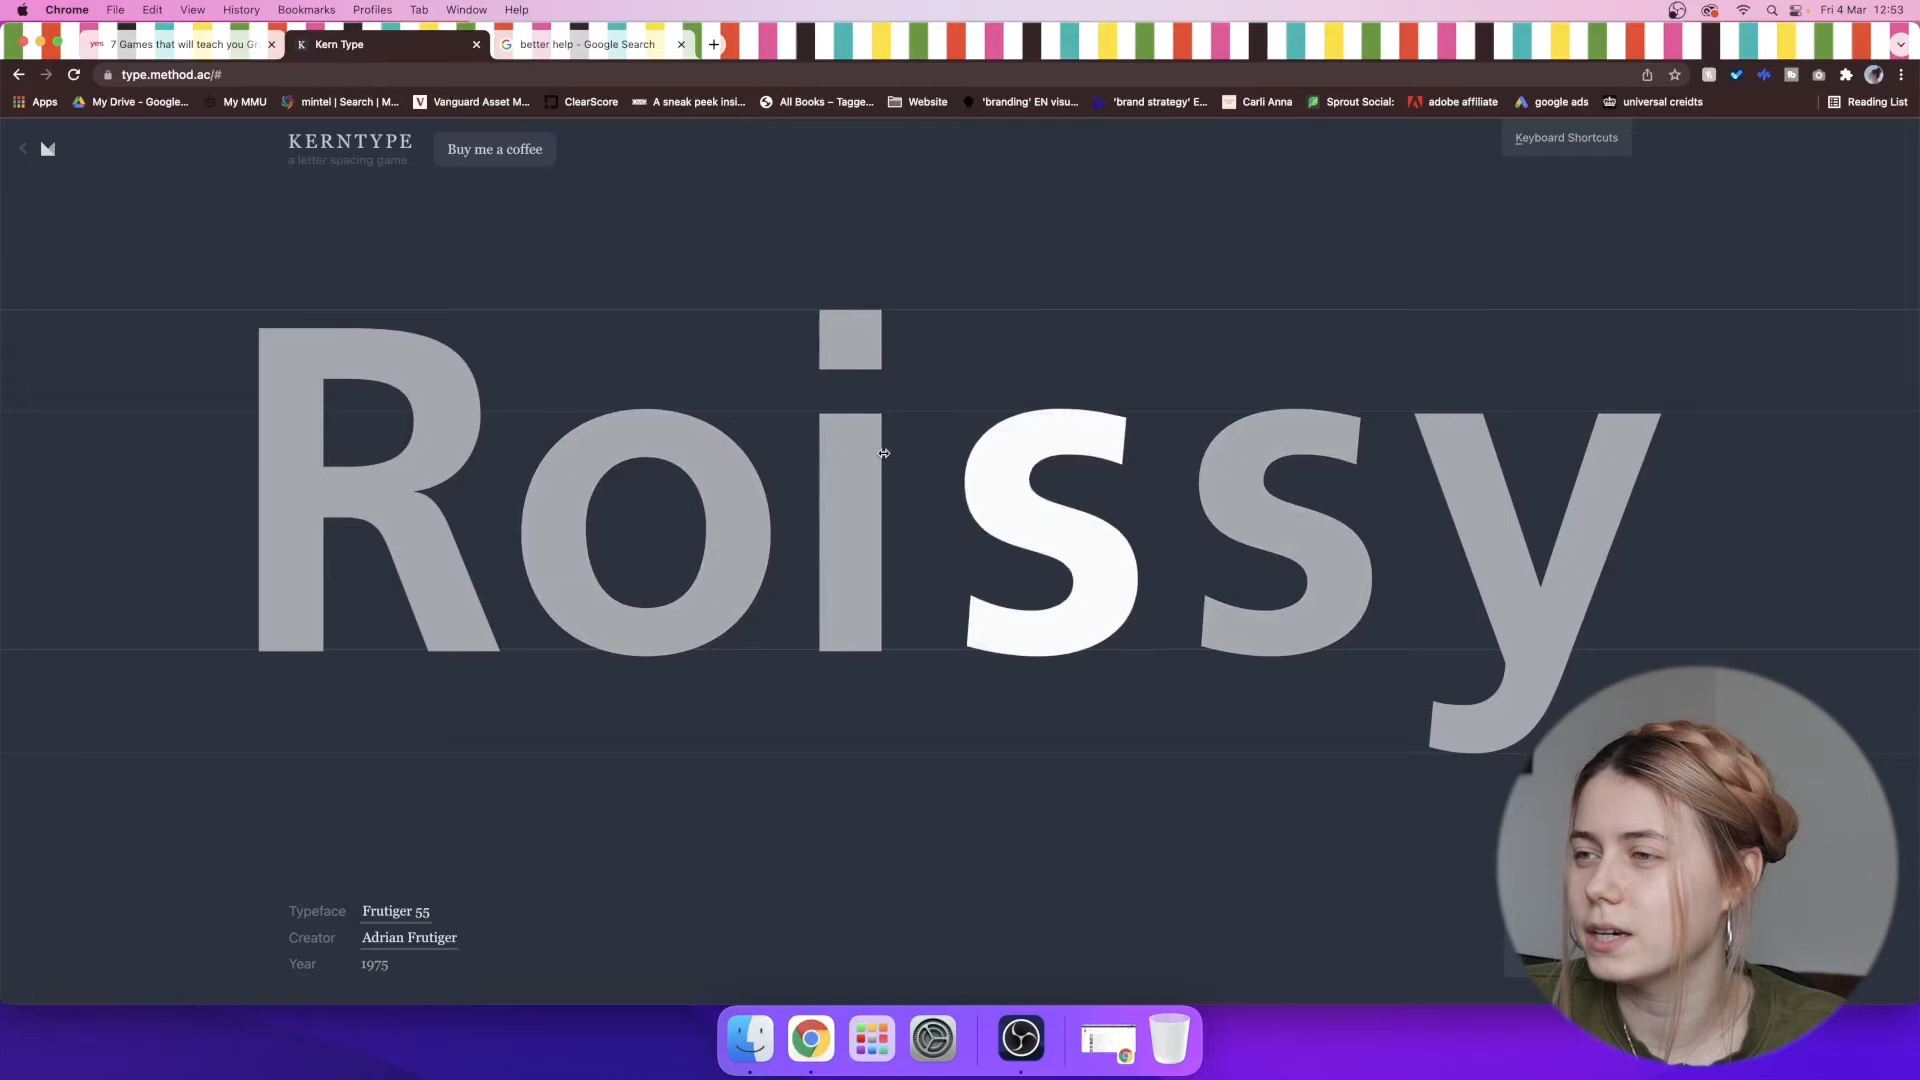 Chrome File Edit View History Bookmarks Profiles Tab Window Help Fri 4 Mar 12:53
yes 7 Games that will teach you Gr K Kern Type G better help - Google Search
type.method.ac/#
Apps My Drive - Google... My MMU mintel | Search | M... Vanguard Asset M... ClearScore A sneak peek insi... All Books – Tagge... Website 'branding' EN visu... 'brand strategy' E... Carli Anna Sprout Social: adobe affiliate google ads universal creidts Reading List
KERNTYPE
a letter spacing game
Buy me a coffee
Keyboard Shortcuts
Roissy
Typeface Frutiger 55
Creator Adrian Frutiger
Year 1975